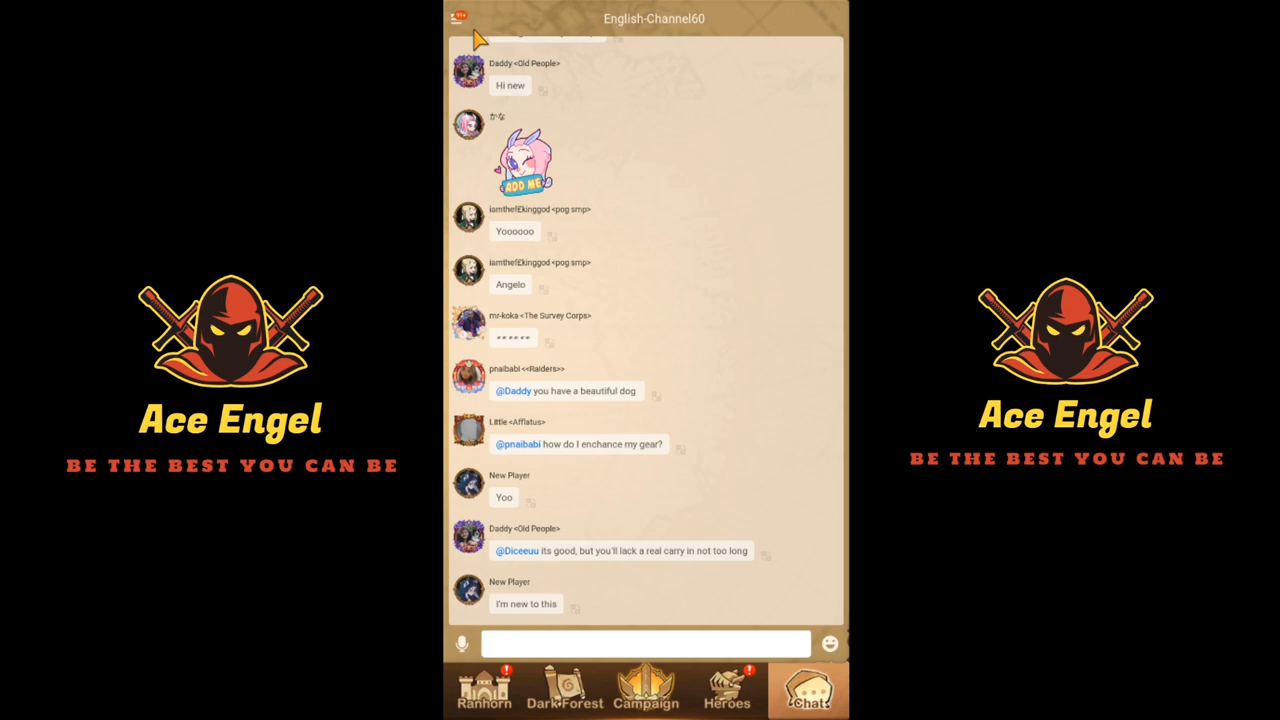 99+
English-Channel60
Daddy <Old People>
Hi new
かな
ADD ME
iamthef£kinggod <pog smp>
Yoooooo
iamthef£kinggod <pog smp>
Angelo
mr-koka <The Survey Corps>
pnaibabi <<Raiders>>
@Daddy you have a beautiful dog
Little <Afflatus>
@pnaibabi how do I enchance my gear?
New Player
Yoo
Daddy <Old People>
@Diceeuu its good, but you'll lack a real carry in not too long
New Player
I'm new to this
Ranhorn
Dark Forest
Campaign
Heroes
Chat
Ace Engel
BE THE BEST YOU CAN BE
Ace Engel
BE THE BEST YOU CAN BE